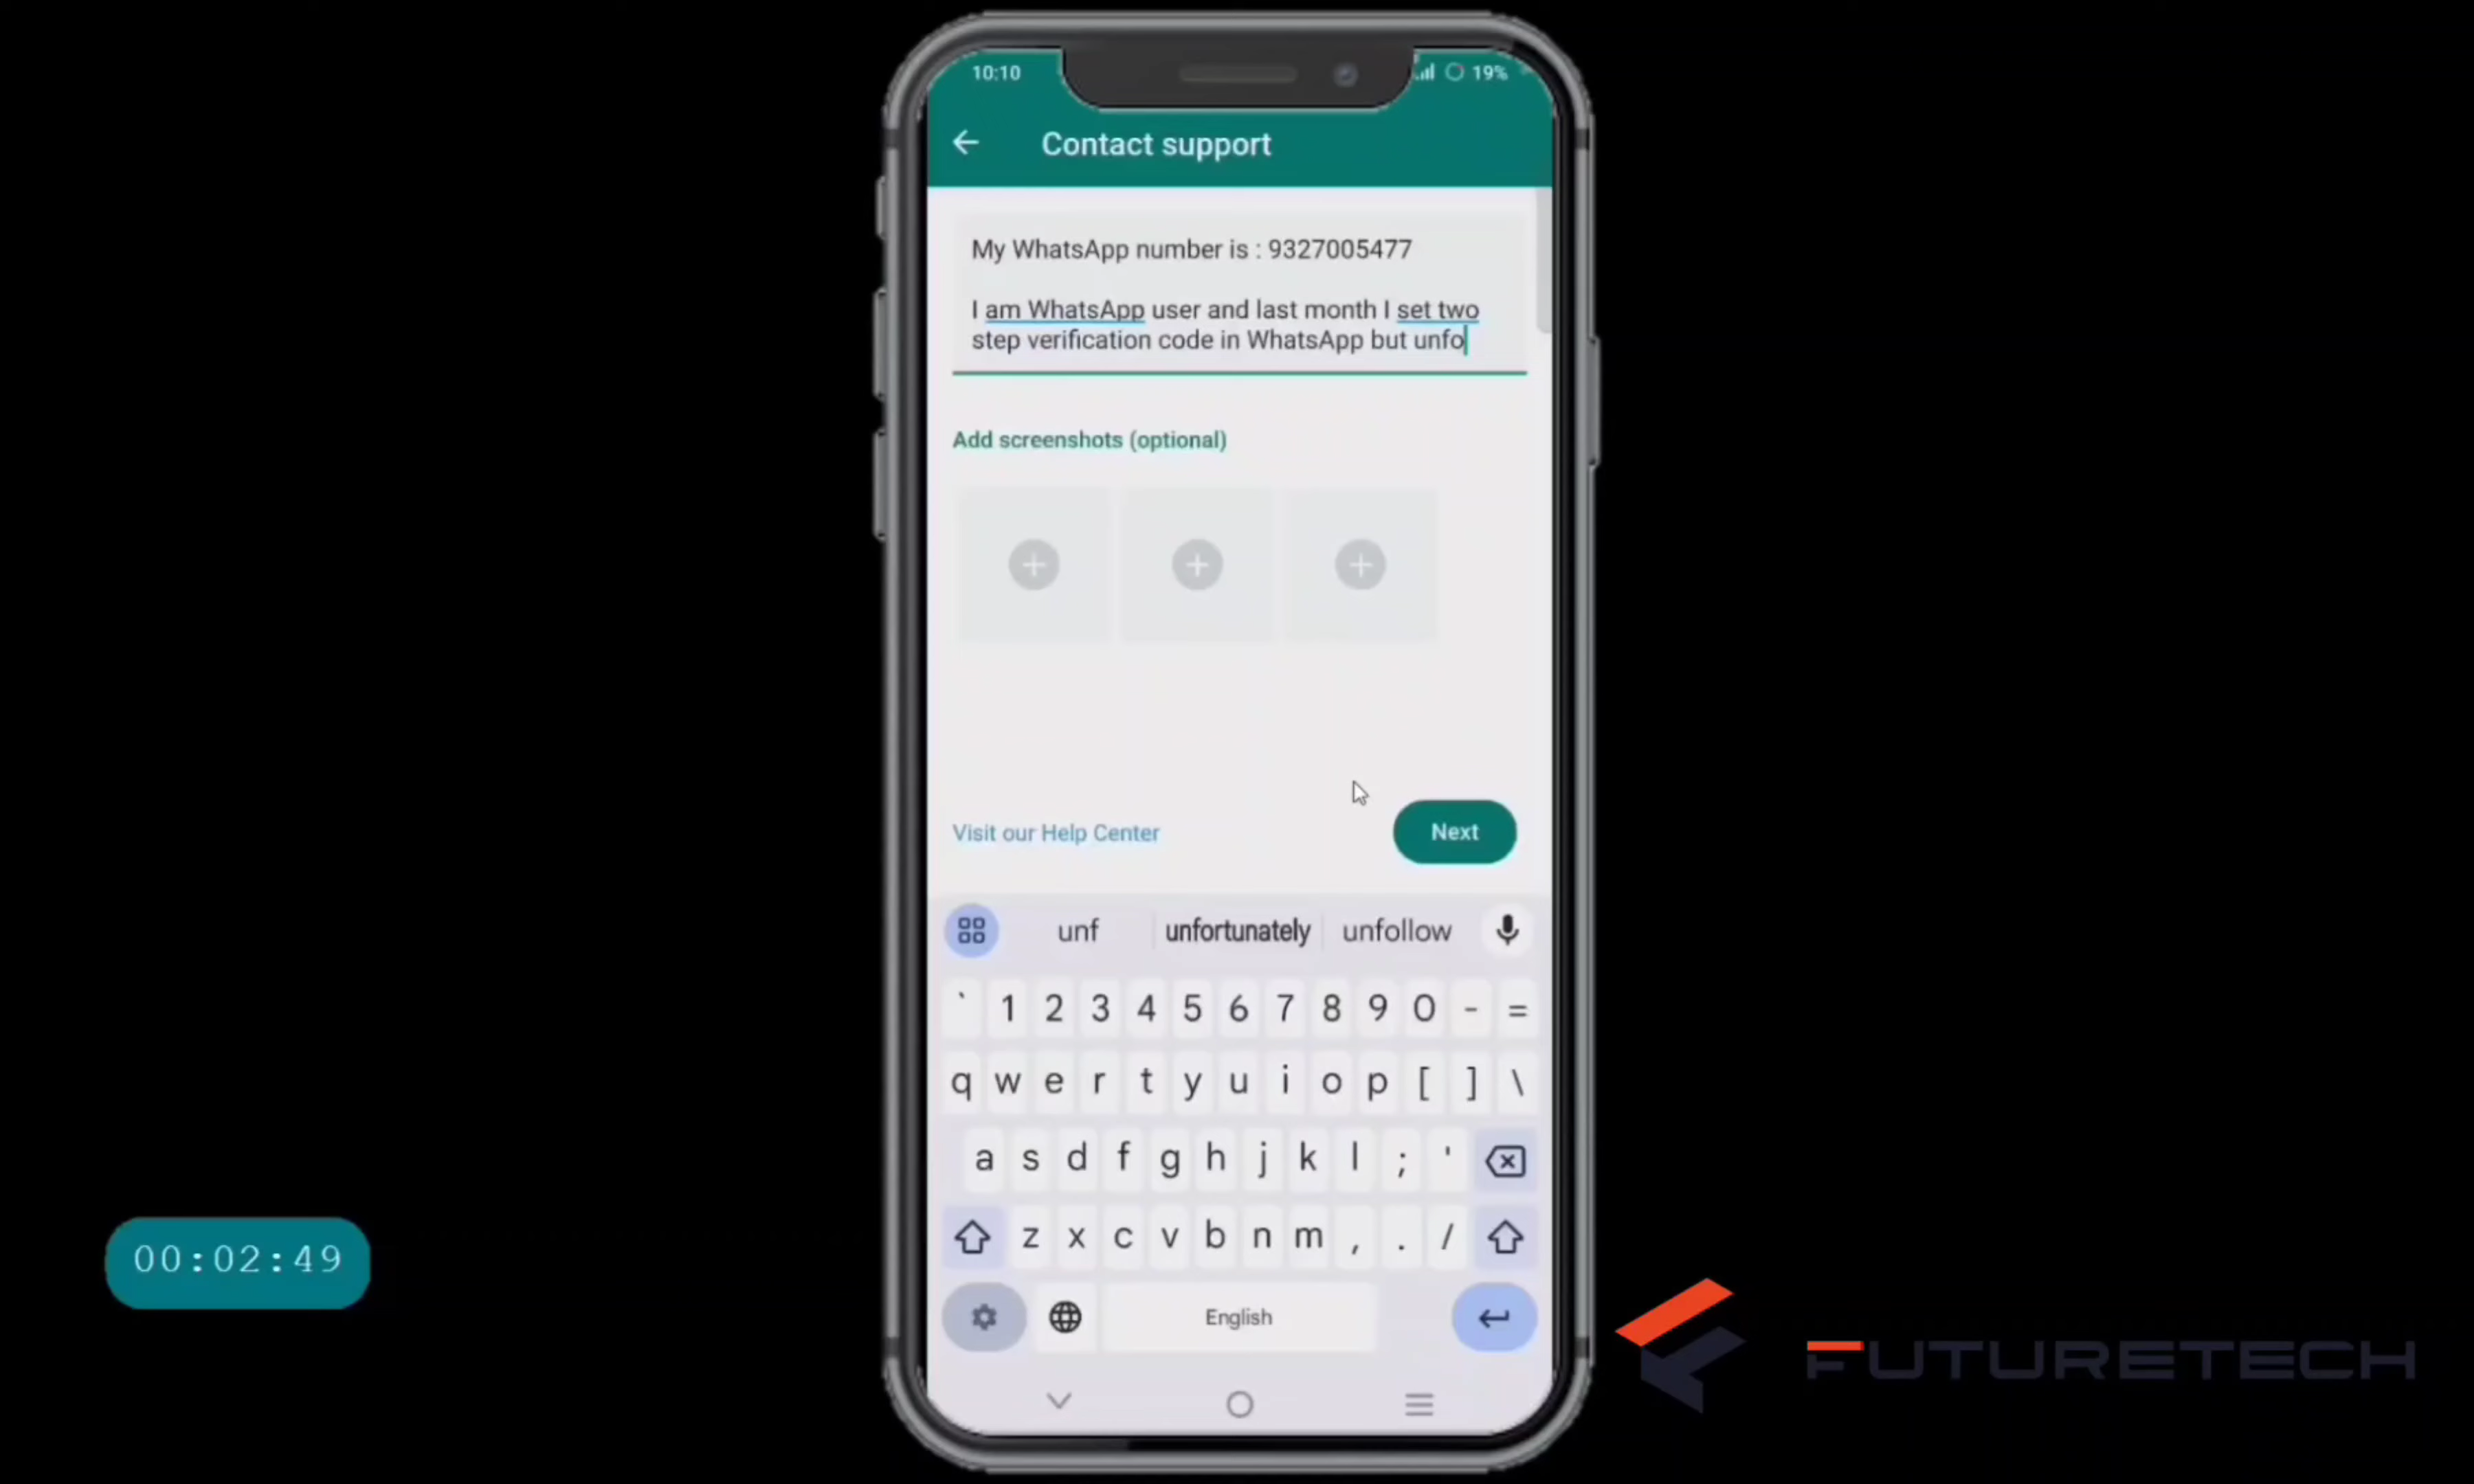 10:10
19%
Contact support
My WhatsApp number is : 9327005477
I am WhatsApp user and last month I set two
step verification code in WhatsApp but unfo
Add screenshots (optional)
Visit our Help Center
Next
unf unfortunately unfollow
` 1 2 3 4 5 6 7 8 9 0 - =
q w e r t y u i o p [ ] \
a s d f g h j k l ; '
z x c v b n m , . /
English
00:02:49
FUTURETECH